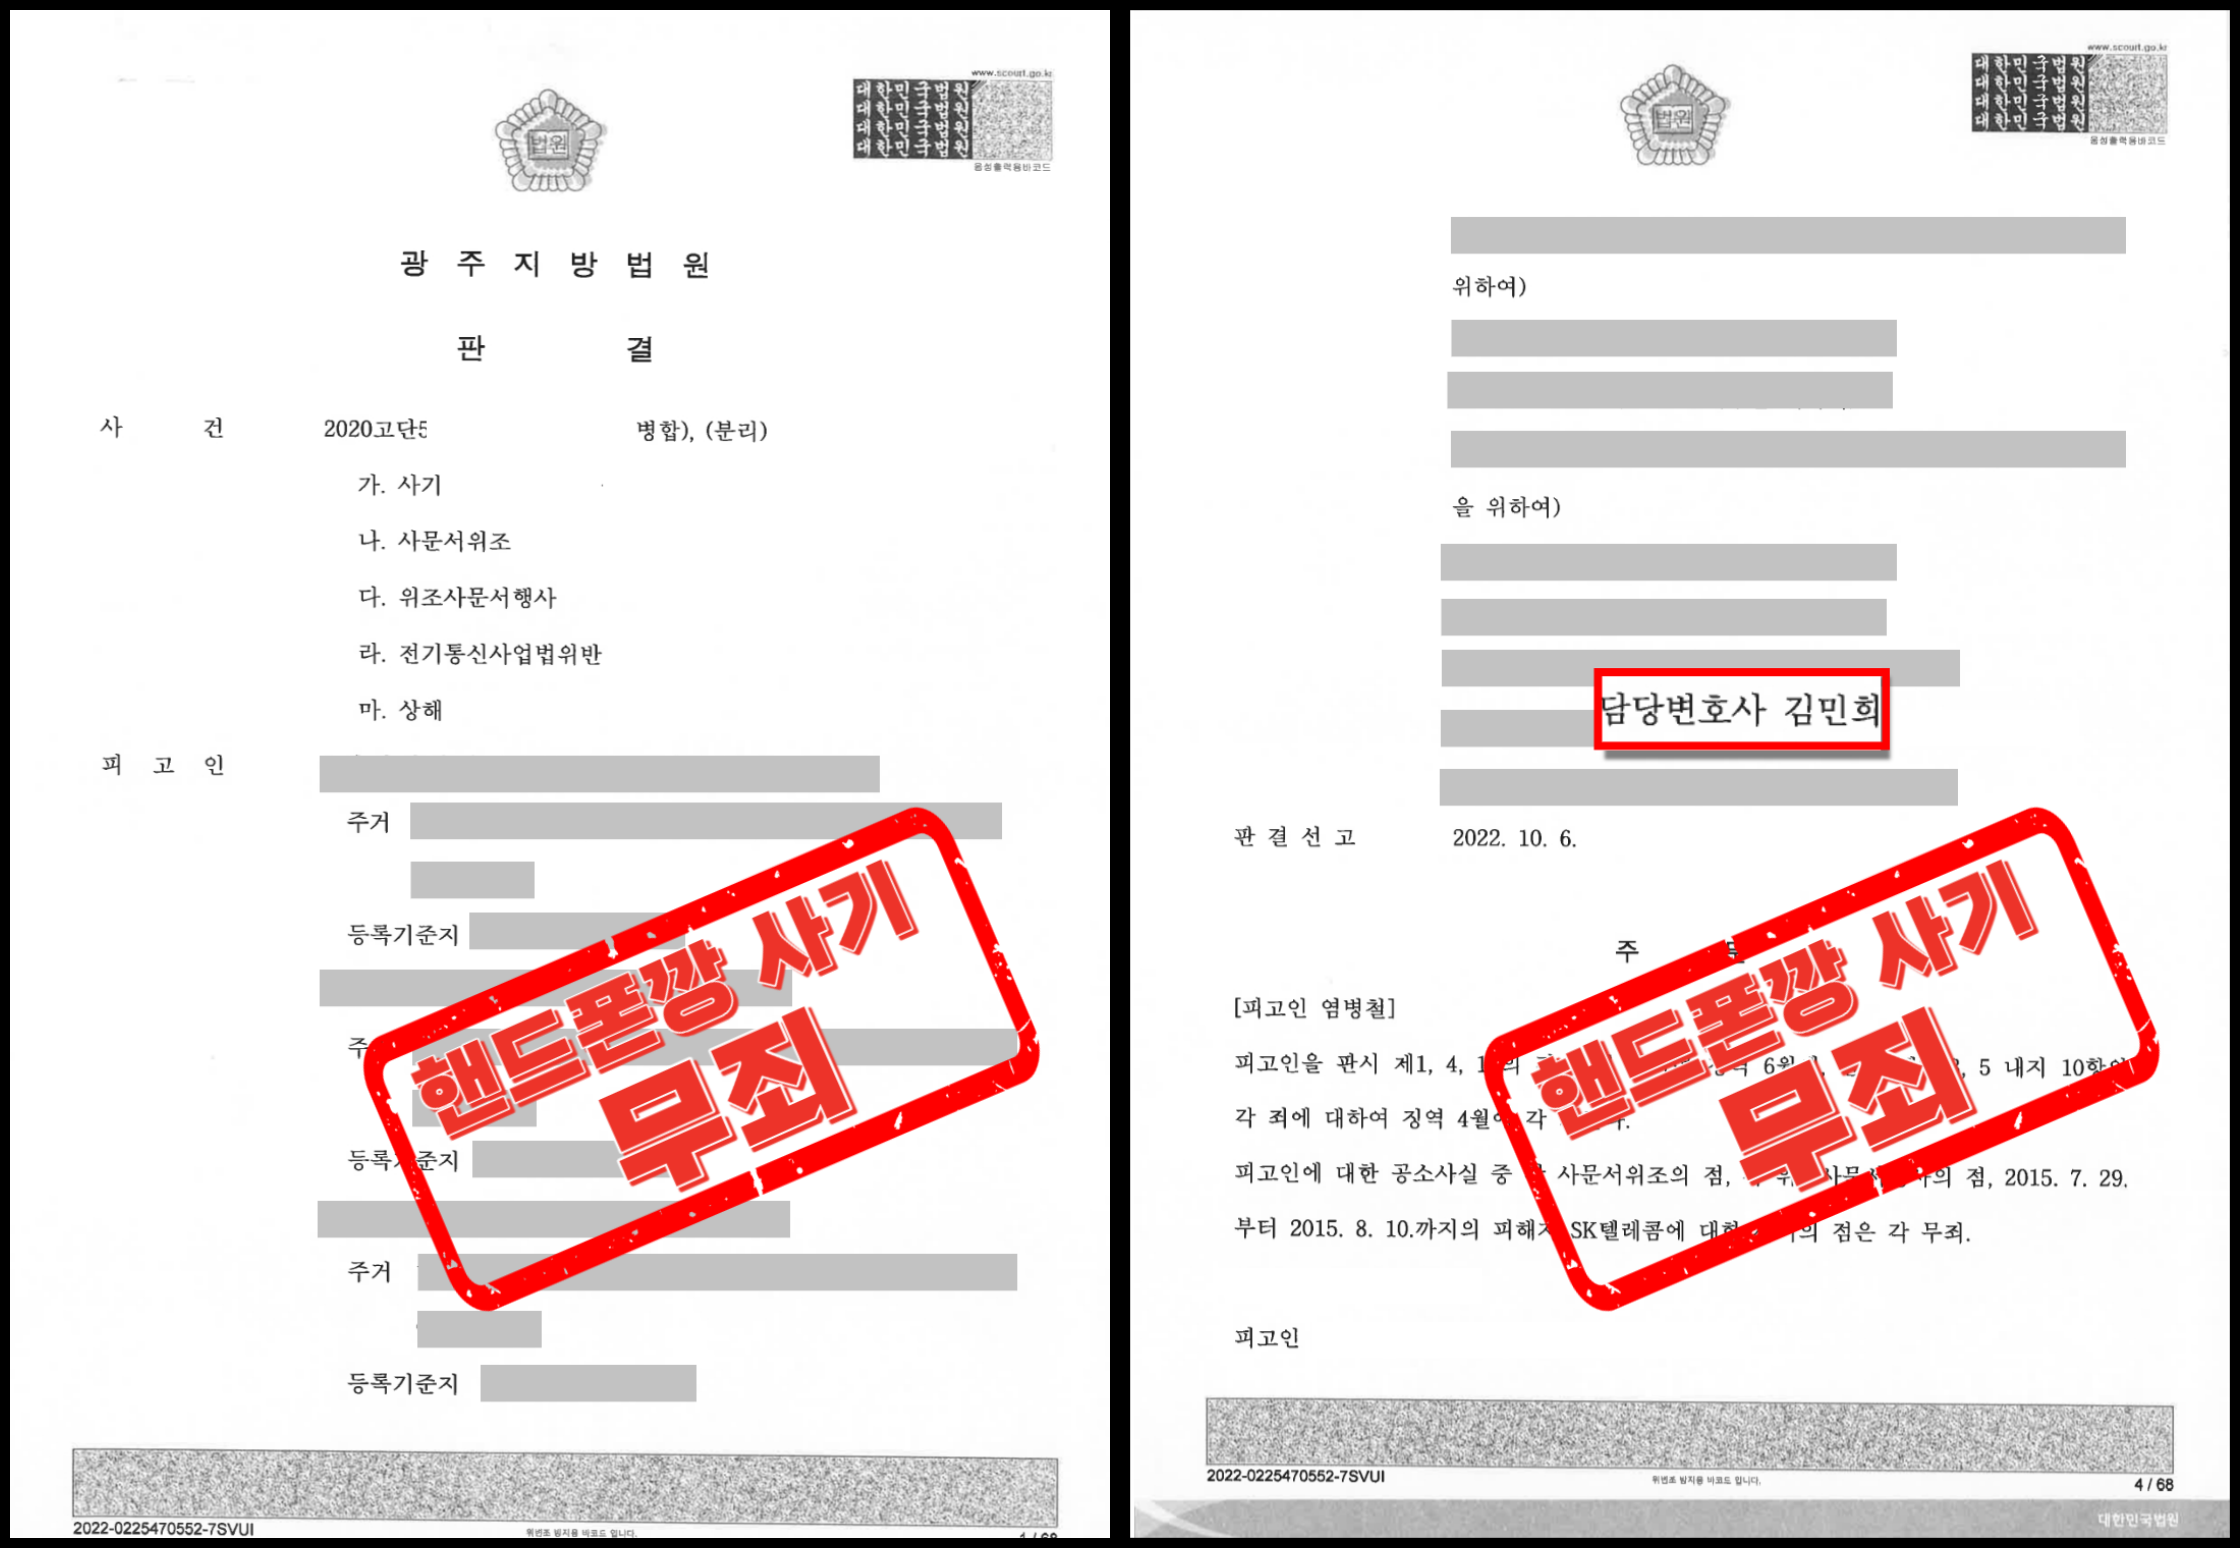 www.scourt.go.kr
대한민국법원
대한민국법원
대한민국법원
대한민국법원
음성출력용바코드
법원
광 주 지 방 법 원
판 결
사 건 2020고단5 병합), (분리)
가. 사기
나. 사문서위조
다. 위조사문서행사
라. 전기통신사업법위반
마. 상해
피 고 인
주거
등록기준지
주
등록 준지
주거
등록기준지
핸드폰깡 사기
무죄
2022-0225470552-7SVUI
위변조 방지용 바코드 입니다.
1 / 68
www.scourt.go.kr
대한민국법원
대한민국법원
대한민국법원
대한민국법원
음성출력용바코드
법원
위하여)
을 위하여)
담당변호사 김민희
판 결 선 고 2022. 10. 6.
주 문
[피고인 염병철]
피고인을 판시 제1, 4, 의 6월 , 5 내지 10항의
각 죄에 대하여 징역 4월에 각
피고인에 대한 공소사실 중 사문서위조의 점, 의 점, 2015. 7. 29.
부터 2015. 8. 10.까지의 피해자 SK텔레콤에 대한 의 점은 각 무죄.
핸드폰깡 사기
무죄
피고인
2022-0225470552-7SVUI
위변조 방지용 바코드 입니다.
4 / 68
대한민국법원